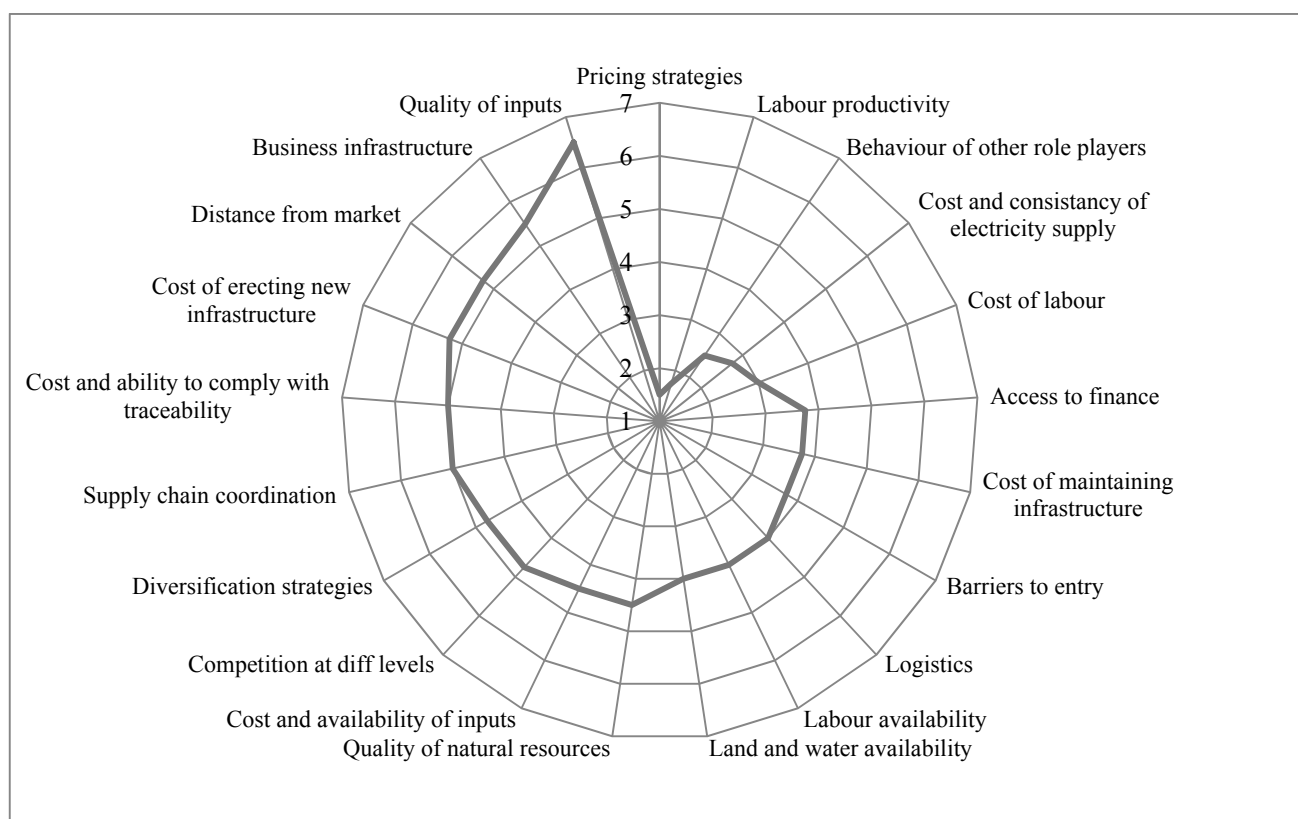 Pricing strategies
Labour productivity
Behaviour of other role players
Cost and consistancy of
electricity supply
Cost of labour
Access to finance
Cost of maintaining
infrastructure
Barriers to entry
Logistics
Labour availability
Land and water availability
Quality of natural resources
Cost and availability of inputs
Competition at diff levels
Diversification strategies
Supply chain coordination
Cost and ability to comply with
traceability
Cost of erecting new
infrastructure
Distance from market
Business infrastructure
Quality of inputs
7
6
5
4
3
2
1